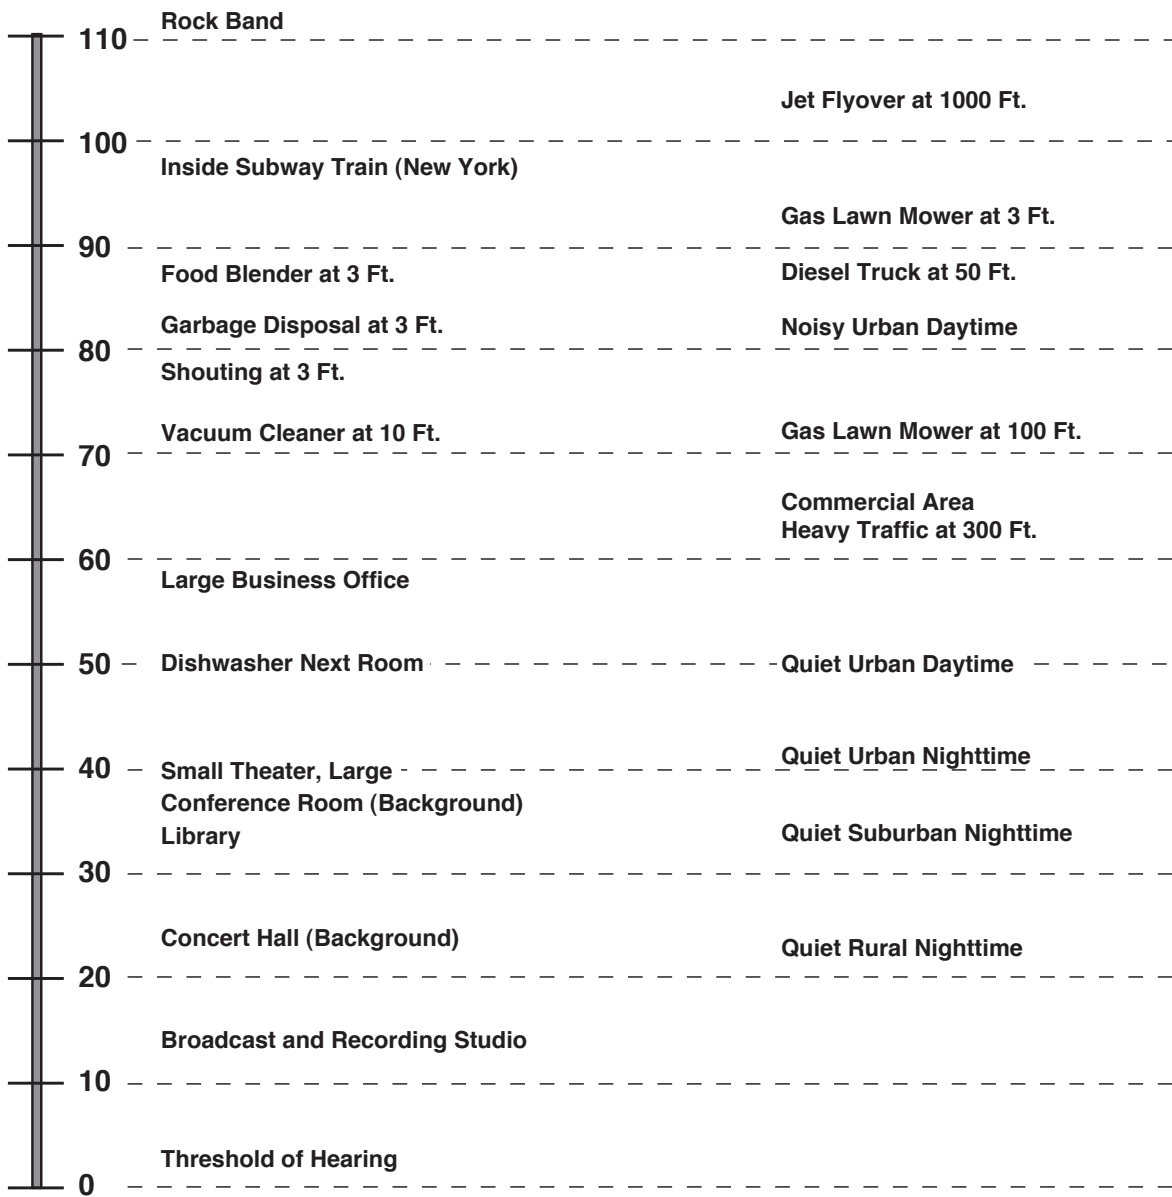 Rock Band
110
Jet Flyover at 1000 Ft.
100
Inside Subway Train (New York)
Gas Lawn Mower at 3 Ft.
90
Food Blender at 3 Ft.
Diesel Truck at 50 Ft.
Garbage Disposal at 3 Ft.
Noisy Urban Daytime
80
Shouting at 3 Ft.
Vacuum Cleaner at 10 Ft.
Gas Lawn Mower at 100 Ft.
70
Commercial Area
Heavy Traffic at 300 Ft.
60
Large Business Office
50
Dishwasher Next Room
Quiet Urban Daytime
Quiet Urban Nighttime
40
Small Theater, Large
Conference Room (Background)
Library
Quiet Suburban Nighttime
30
Concert Hall (Background)
Quiet Rural Nighttime
20
Broadcast and Recording Studio
10
Threshold of Hearing
0